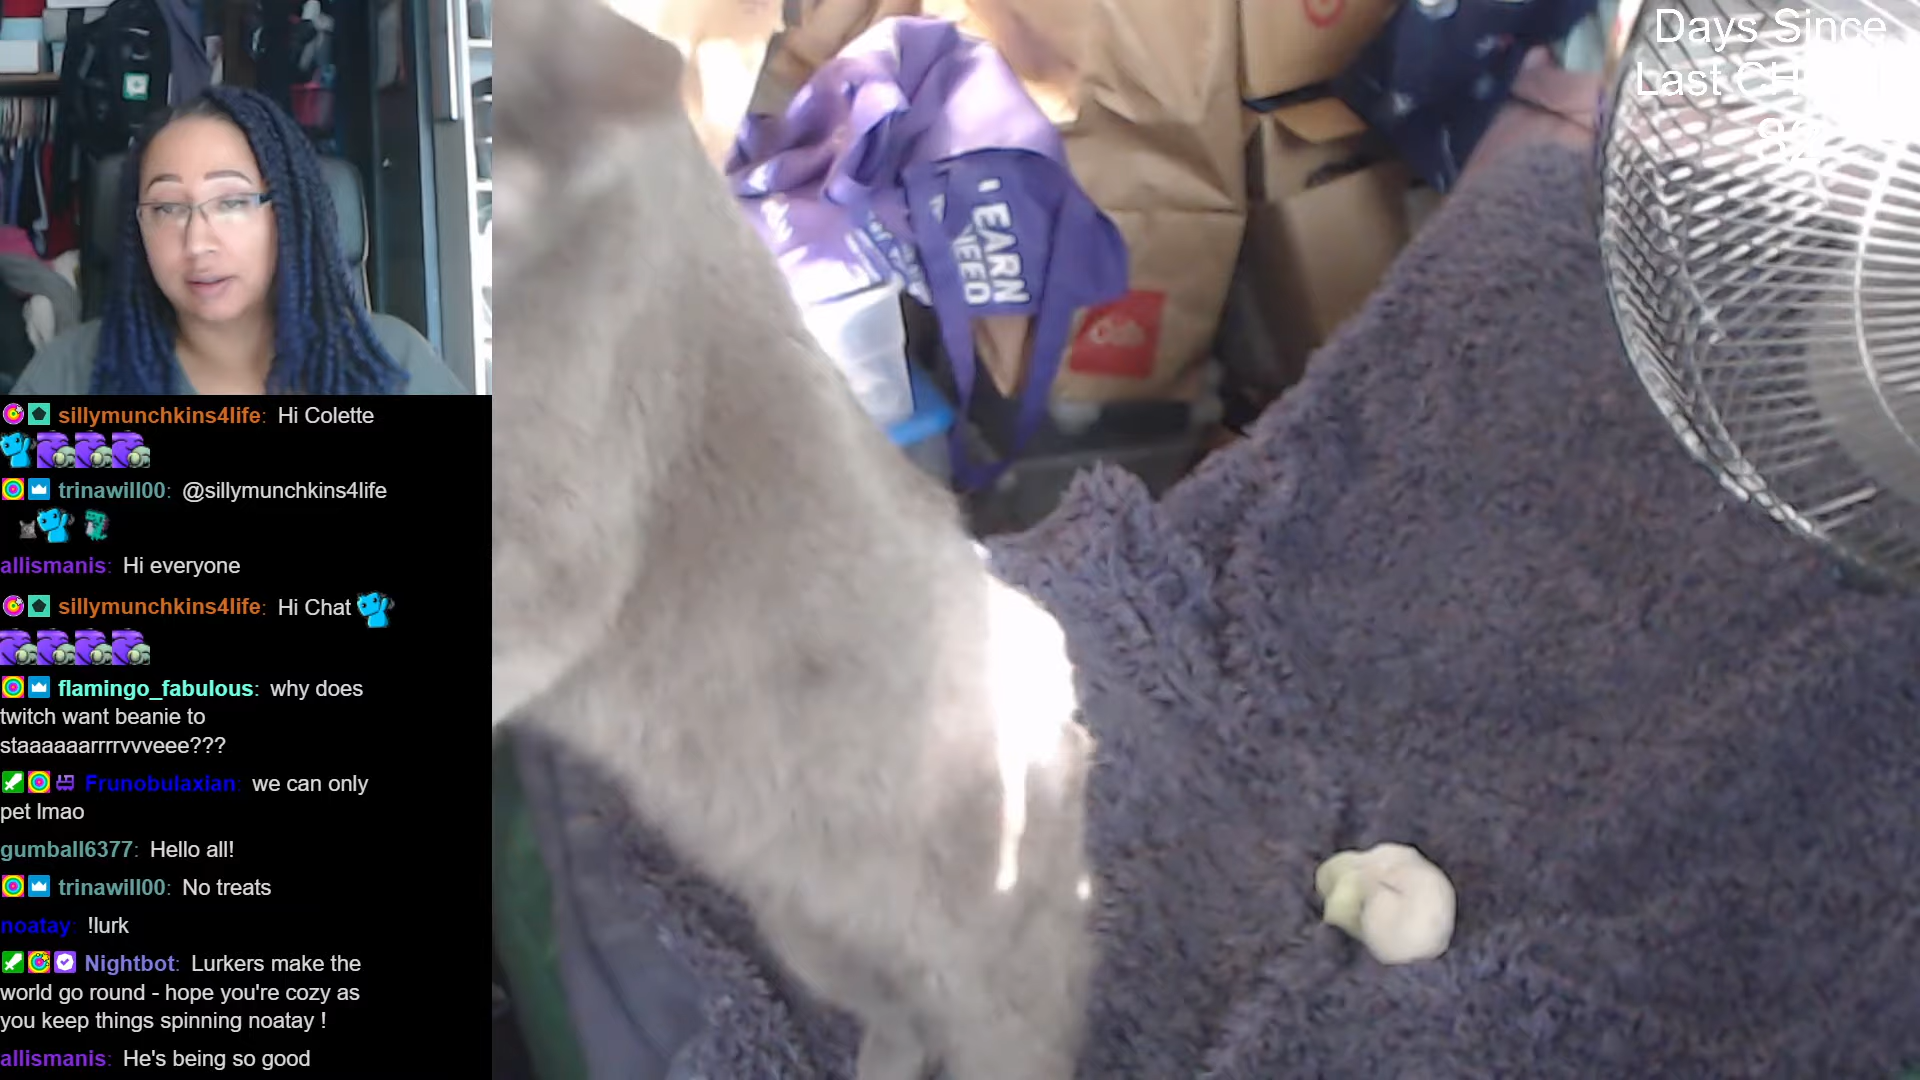 Days Since
Last
sillymunchkins4life: Hi Colette
trinawill00: @sillymunchkins4life
allismanis: Hi everyone
sillymunchkins4life: Hi Chat
flamingo_fabulous: why does
twitch want beanie to
staaaaaarrrrvvveee???
Frunobulaxian: we can only
pet lmao
gumball6377: Hello all!
trinawill00: No treats
noatay: !lurk
Nightbot: Lurkers make the
world go round - hope you're cozy as
you keep things spinning noatay !
allismanis: He's being so good
I EARN
NEED